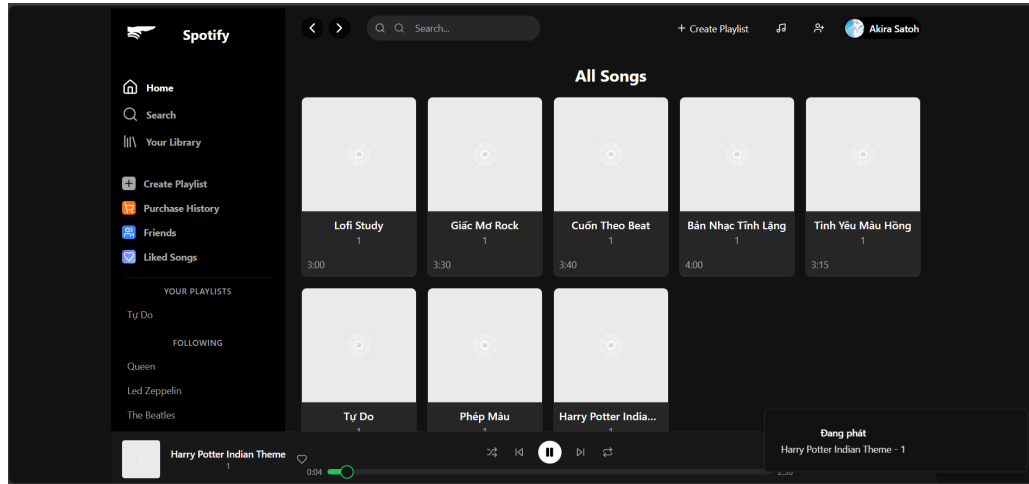 Spotify
Search...
+ Create Playlist
Akira Satoh
Home
Search
Your Library
Create Playlist
Purchase History
Friends
Liked Songs
YOUR PLAYLISTS
Tự Do
FOLLOWING
Queen
Led Zeppelin
The Beatles
All Songs
Lofi Study
1
3:00
Giấc Mơ Rock
1
3:30
Cuốn Theo Beat
1
3:40
Bản Nhạc Tĩnh Lặng
1
4:00
Tình Yêu Màu Hồng
1
3:15
Tự Do
1
Phép Màu
1
Harry Potter India...
1
Harry Potter Indian Theme
1
0:04
Đang phát
Harry Potter Indian Theme - 1